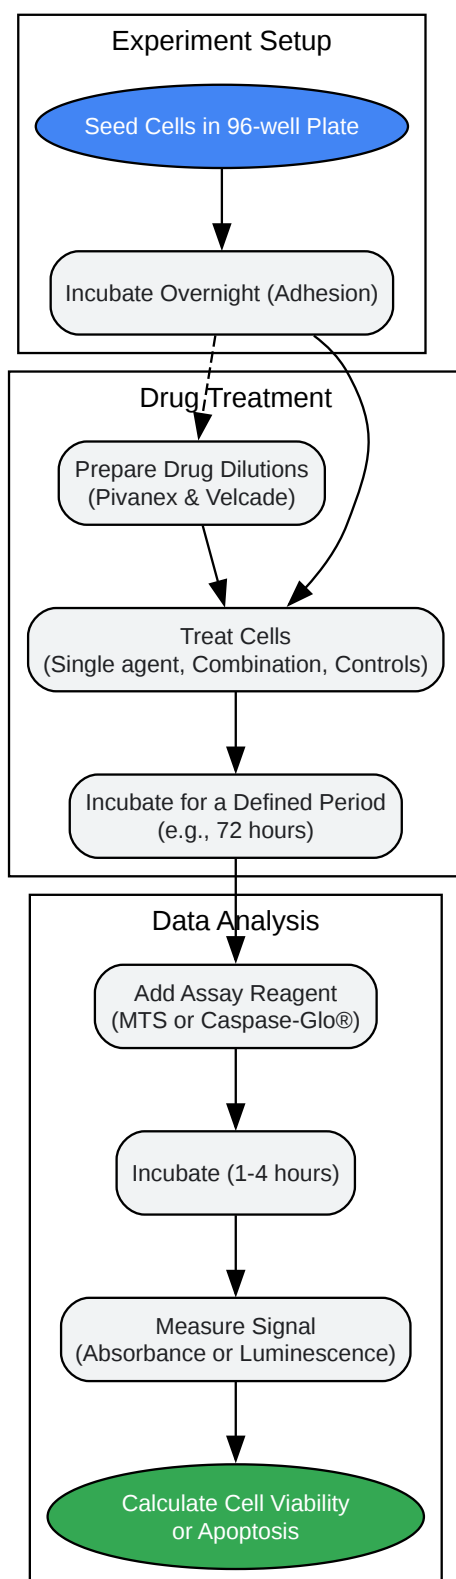 Experiment Setup
Seed Cells in 96-well Plate
Incubate Overnight (Adhesion)
Drug Treatment
Prepare Drug Dilutions
(Pivanex & Velcade)
Treat Cells
(Single agent, Combination, Controls)
Incubate for a Defined Period
(e.g., 72 hours)
Data Analysis
Add Assay Reagent
(MTS or Caspase-Glo®)
Incubate (1-4 hours)
Measure Signal
(Absorbance or Luminescence)
Calculate Cell Viability
or Apoptosis